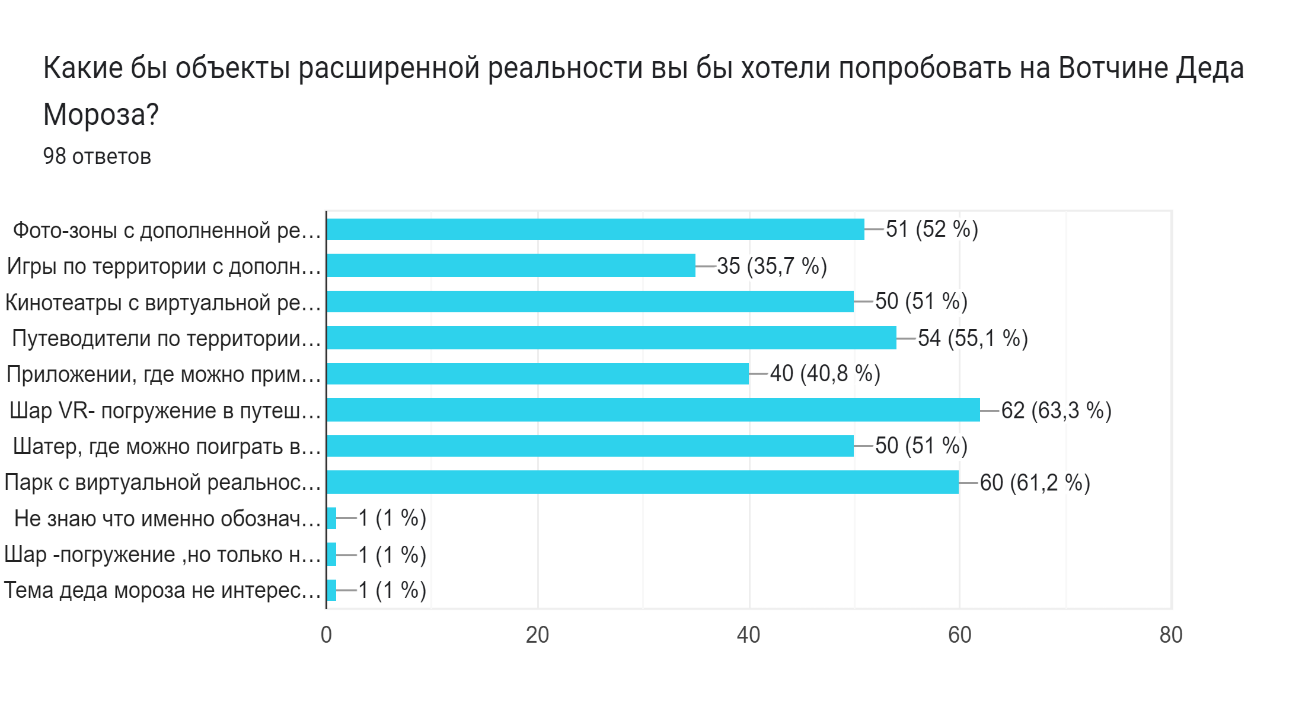 Какие бы объекты расширенной реальности вы бы хотели попробовать на Вотчине Деда
Мороза?
98 ответов
Фото-зоны с дополненной ре… 51 (52 %)
Игры по территории с дополн… 35 (35,7 %)
Кинотеатры с виртуальной ре… 50 (51 %)
Путеводители по территории… 54 (55,1 %)
Приложении, где можно прим… 40 (40,8 %)
Шар VR- погружение в путеш… 62 (63,3 %)
Шатер, где можно поиграть в… 50 (51 %)
Парк с виртуальной реальнос… 60 (61,2 %)
Не знаю что именно обознач… 1 (1 %)
Шар -погружение ,но только н… 1 (1 %)
Тема деда мороза не интерес… 1 (1 %)
0 20 40 60 80